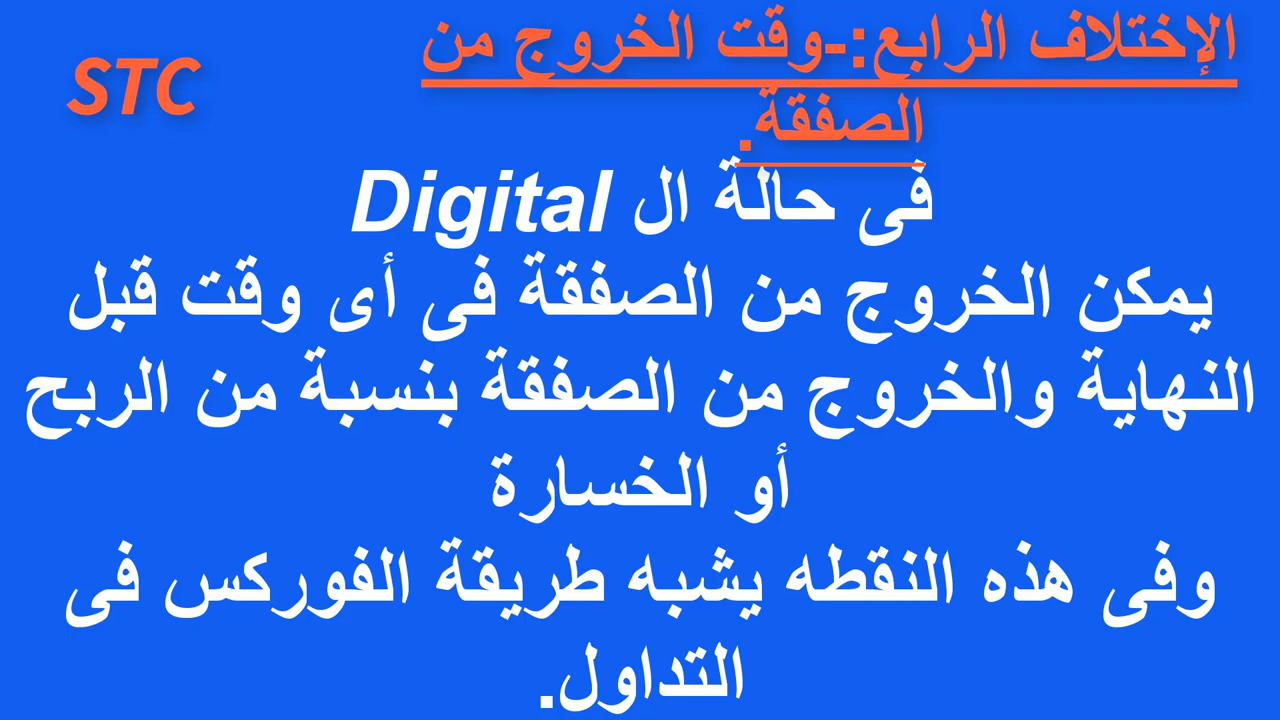 الإختلاف الرابع:-وقت الخروج من
الصفقة.
STC
فى حالة ال Digital
يمكن الخروج من الصفقة فى أى وقت قبل
النهاية والخروج من الصفقة بنسبة من الربح
أو الخسارة
وفى هذه النقطه يشبه طريقة الفوركس فى
التداول.